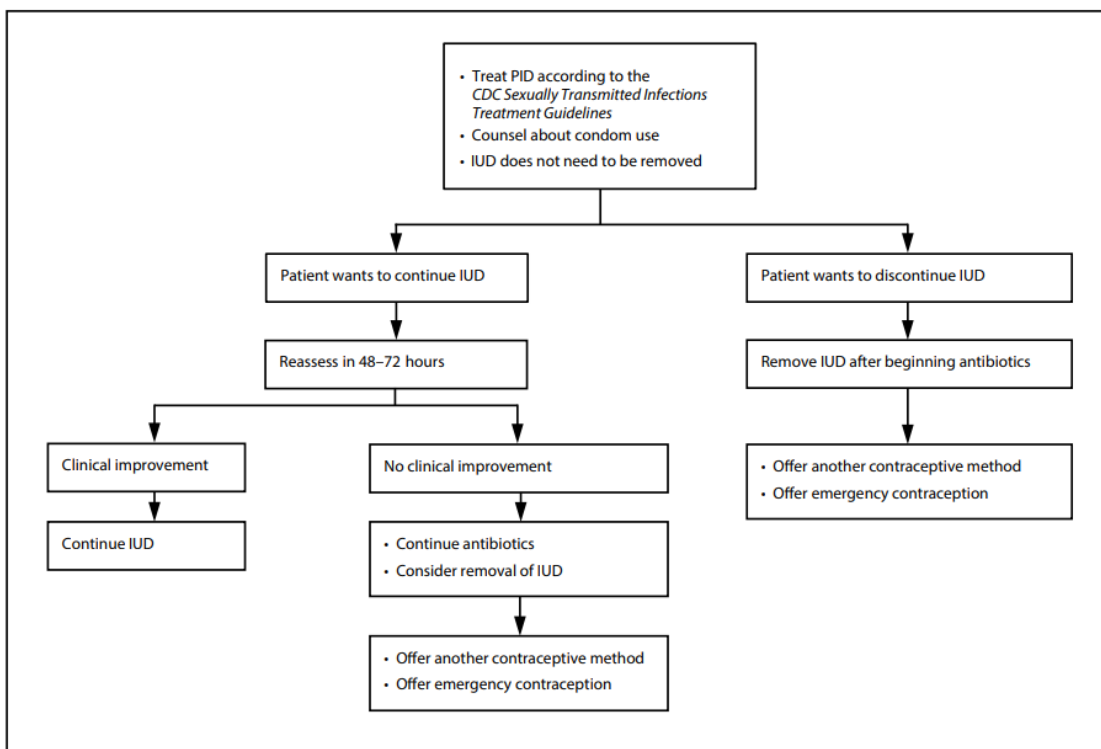 • Treat PID according to the
CDC Sexually Transmitted Infections
Treatment Guidelines
• Counsel about condom use
• IUD does not need to be removed
Patient wants to continue IUD
Patient wants to discontinue IUD
Reassess in 48–72 hours
Remove IUD after beginning antibiotics
Clinical improvement
No clinical improvement
• Offer another contraceptive method
• Offer emergency contraception
Continue IUD
• Continue antibiotics
• Consider removal of IUD
• Offer another contraceptive method
• Offer emergency contraception